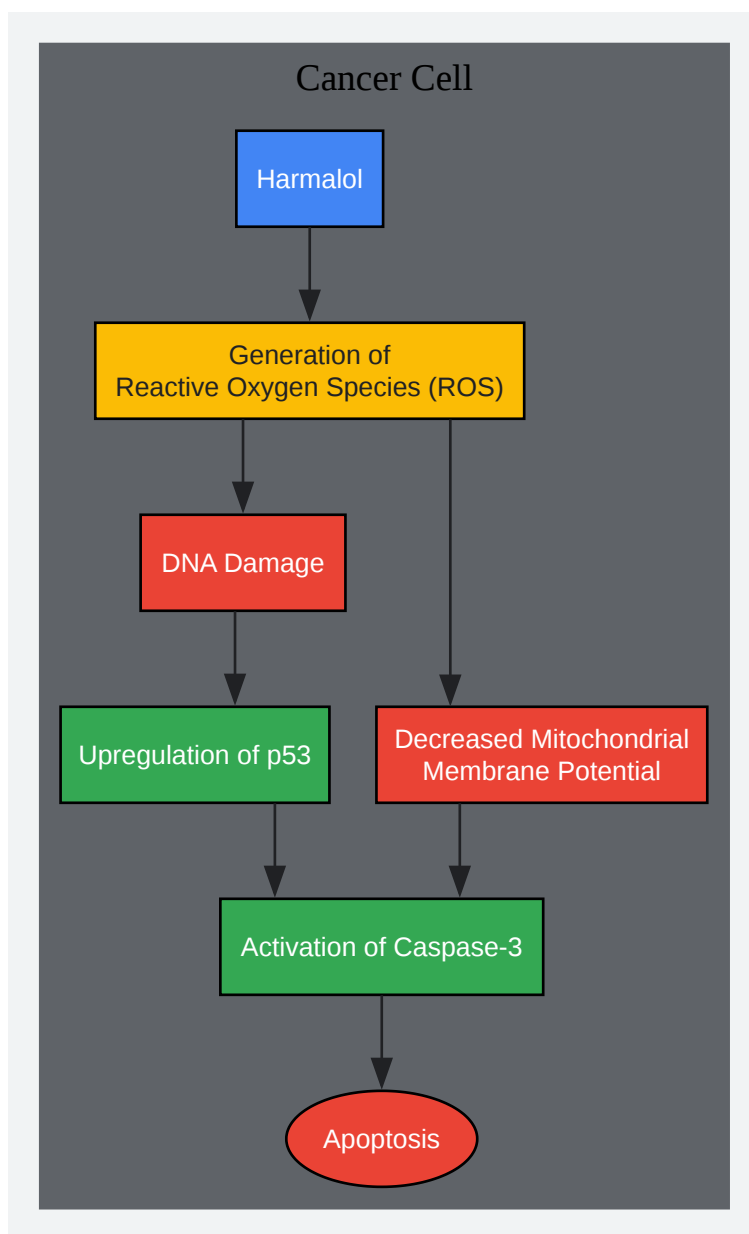 Cancer Cell
Harmalol
Generation of
Reactive Oxygen Species (ROS)
DNA Damage
Upregulation of p53
Decreased Mitochondrial
Membrane Potential
Activation of Caspase-3
Apoptosis